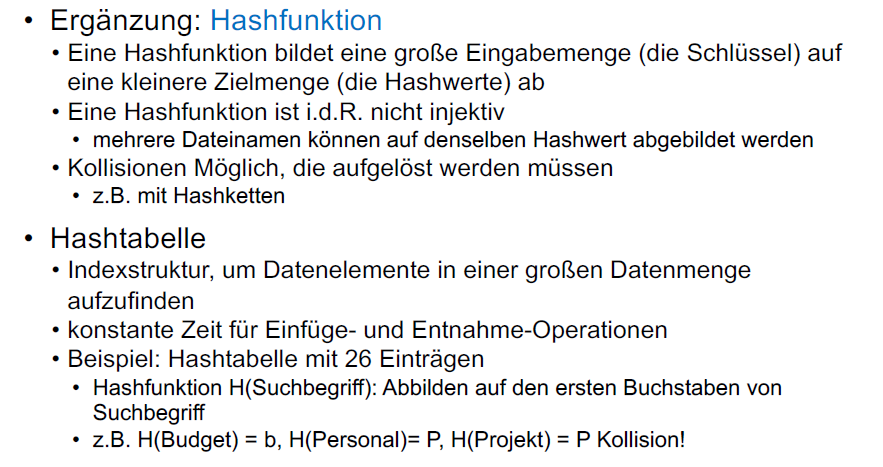 • Ergänzung: Hashfunktion
• Eine Hashfunktion bildet eine große Eingabemenge (die Schlüssel) auf
eine kleinere Zielmenge (die Hashwerte) ab
• Eine Hashfunktion ist i.d.R. nicht injektiv
• mehrere Dateinamen können auf denselben Hashwert abgebildet werden
• Kollisionen Möglich, die aufgelöst werden müssen
• z.B. mit Hashketten
• Hashtabelle
• Indexstruktur, um Datenelemente in einer großen Datenmenge
aufzufinden
• konstante Zeit für Einfüge- und Entnahme-Operationen
• Beispiel: Hashtabelle mit 26 Einträgen
• Hashfunktion H(Suchbegriff): Abbilden auf den ersten Buchstaben von
Suchbegriff
• z.B. H(Budget) = b, H(Personal)= P, H(Projekt) = P Kollision!